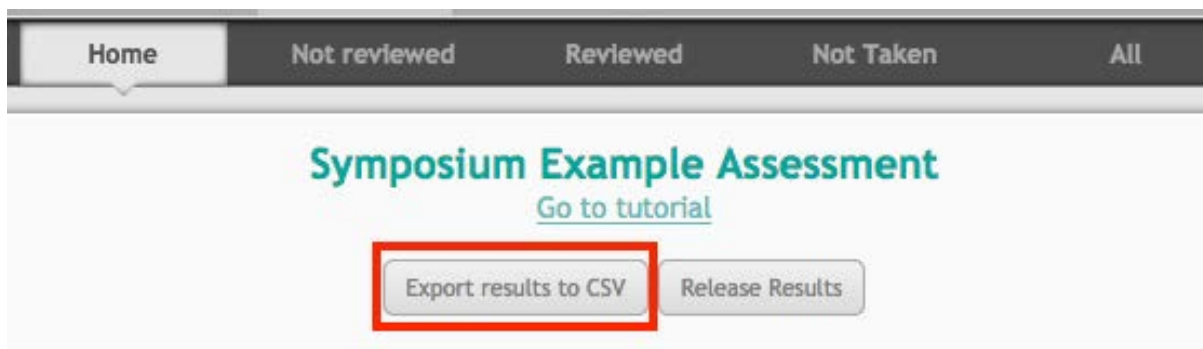 Home Not reviewed Reviewed Not Taken All
Symposium Example Assessment
Go to tutorial
Export results to CSV Release Results